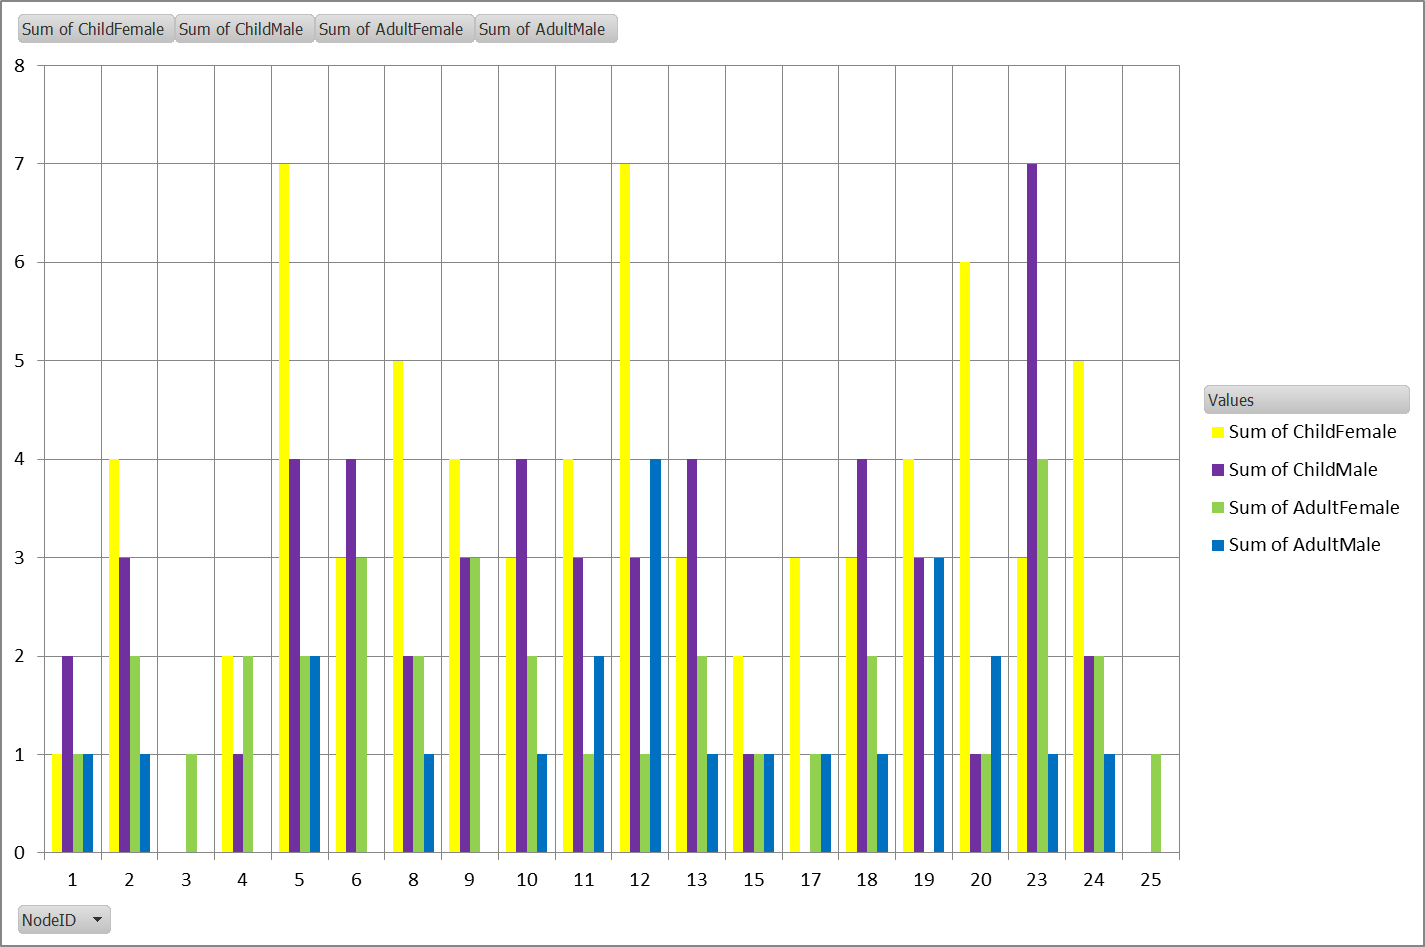 Sum of ChildFemale Sum of ChildMale Sum of AdultFemale Sum of AdultMale
8
7
6
5
4
3
2
1
0
1 2 3 4 5 6 8 9 10 11 12 13 15 17 18 19 20 23 24 25
NodeID
Values
Sum of ChildFemale
Sum of ChildMale
Sum of AdultFemale
Sum of AdultMale